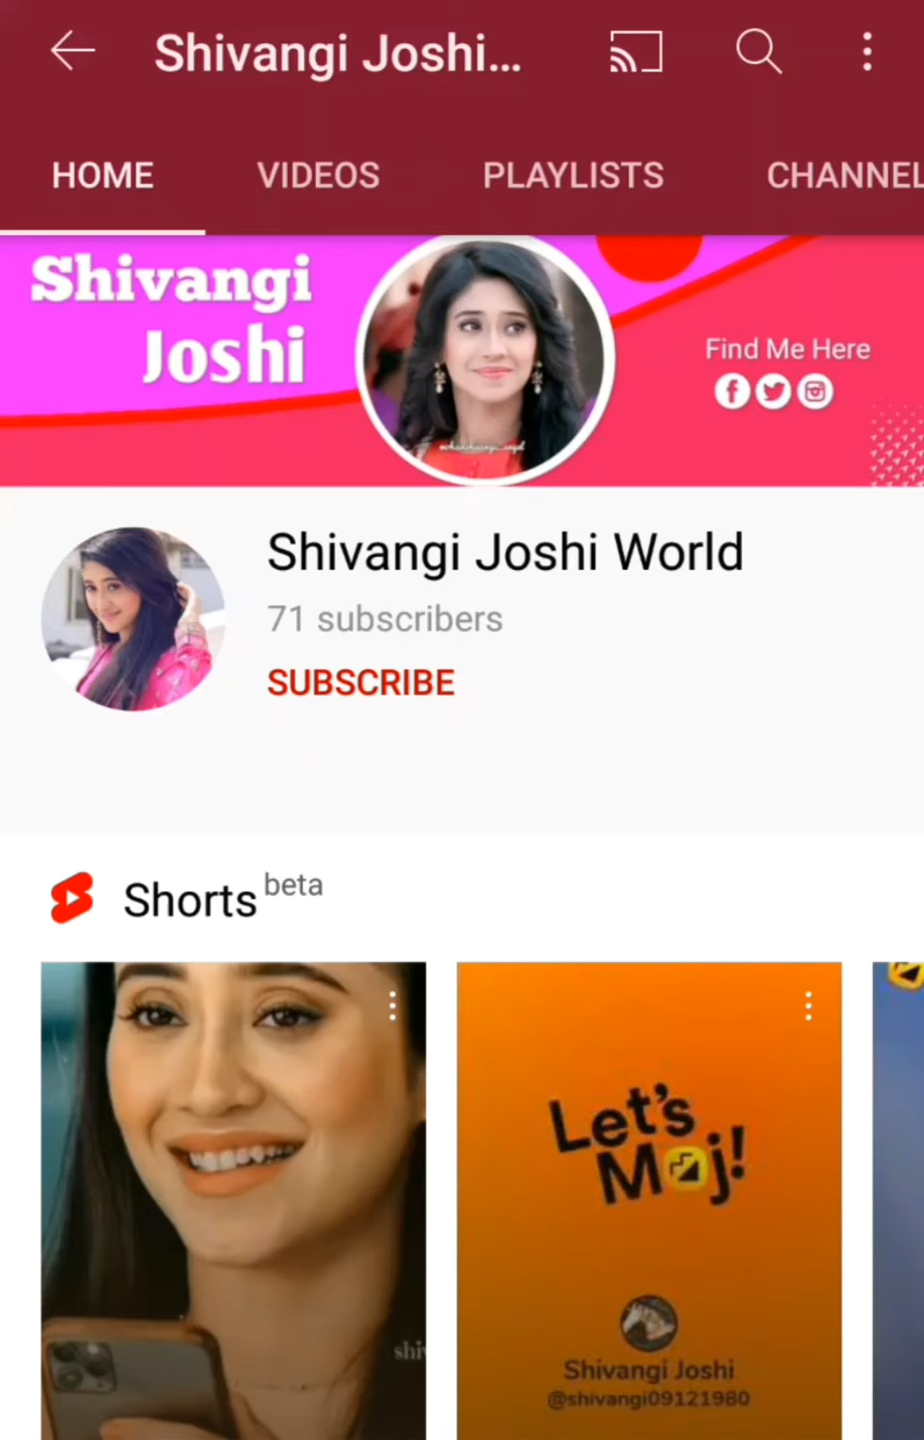 Shivangi Joshi...
HOME VIDEOS PLAYLISTS CHANNEL
Shivangi
Joshi
Find Me Here
Shivangi Joshi World
71 subscribers
SUBSCRIBE
Shorts beta
Let's
Moj!
shiv
Shivangi Joshi
@shivangi09121980